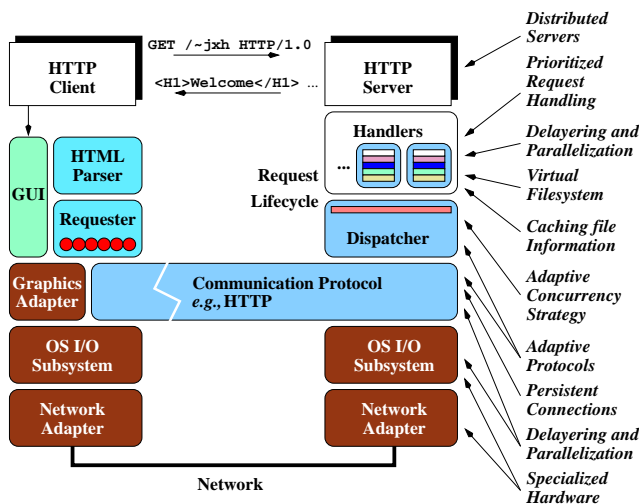 GET /~jxh HTTP/1.0
HTTP
Client
<H1>Welcome</H1> ...
HTTP
Server
Handlers
...
HTML
Parser
GUI
Requester
Request
Lifecycle
Dispatcher
Graphics
Adapter
Communication Protocol
e.g., HTTP
OS I/O
Subsystem
OS I/O
Subsystem
Network
Adapter
Network
Adapter
Network
Distributed
Servers
Prioritized
Request
Handling
Delayering and
Parallelization
Virtual
Filesystem
Caching file
Information
Adaptive
Concurrency
Strategy
Adaptive
Protocols
Persistent
Connections
Delayering and
Parallelization
Specialized
Hardware